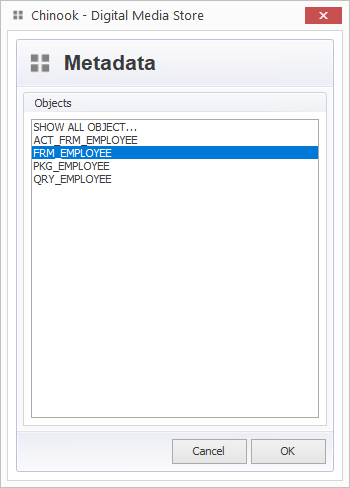 Chinook - Digital Media Store
Metadata
Objects
SHOW ALL OBJECT...
ACT_FRM_EMPLOYEE
FRM_EMPLOYEE
PKG_EMPLOYEE
QRY_EMPLOYEE
Cancel OK